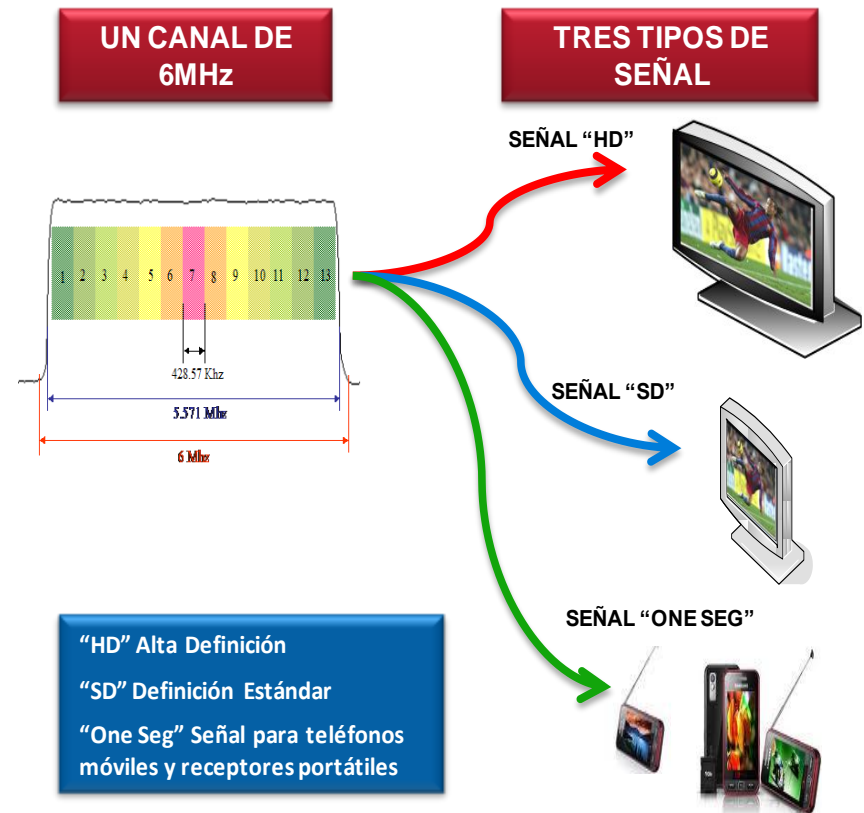 UN CANAL DE
6MHz
TRES TIPOS DE
SEÑAL
SEÑAL “HD”
1 2 3 4 5 6 7 8 9 10 11 12 13
428.57 Khz
5.571 Mhz
6 Mhz
SEÑAL “SD”
SEÑAL “ONE SEG”
“HD” Alta Definición
“SD” Definición Estándar
“One Seg” Señal para teléfonos
móviles y receptores portátiles